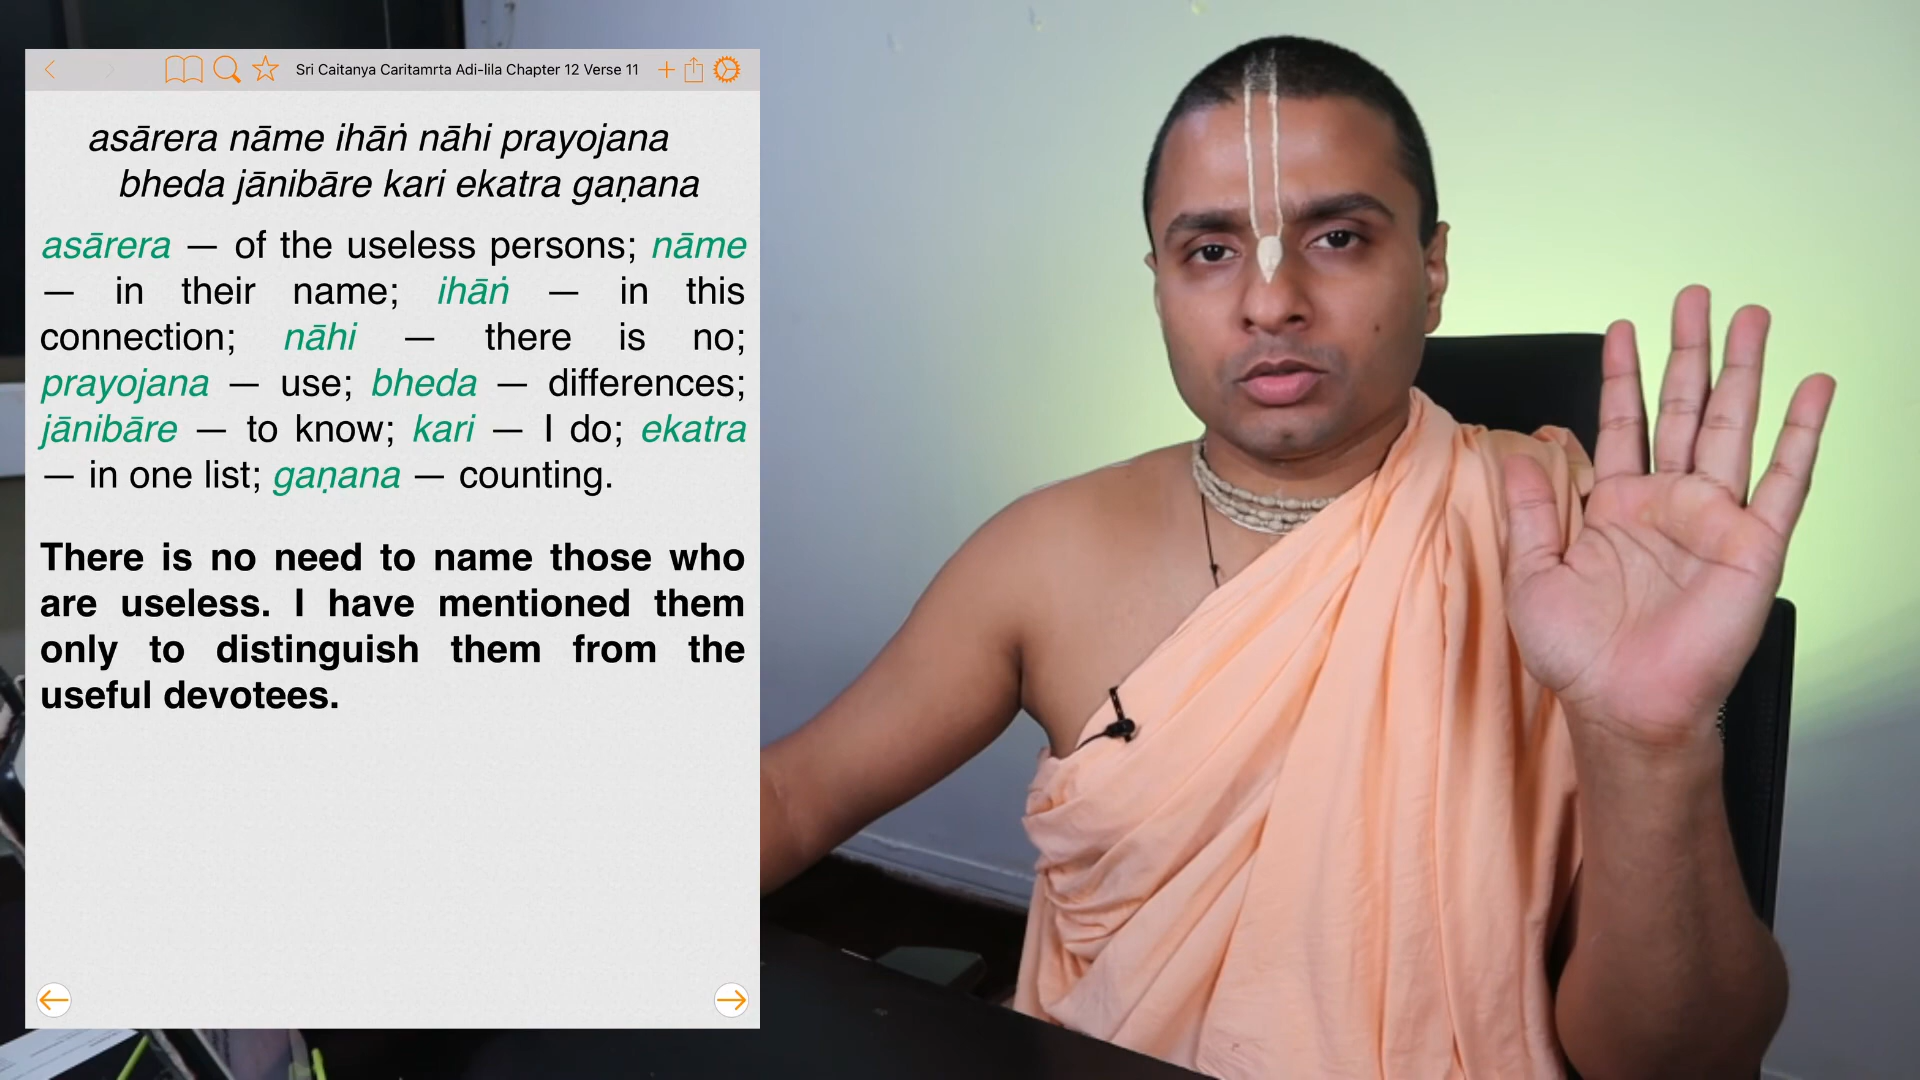 Sri Caitanya Caritamrta Adi-lila Chapter 12 Verse 11
asārera nāme ihāṅ nāhi prayojana
bheda jānibāre kari ekatra gaṇana
asārera — of the useless persons; nāme
— in their name; ihāṅ — in this
connection; nāhi — there is no;
prayojana — use; bheda — differences;
jānibāre — to know; kari — I do; ekatra
— in one list; gaṇana — counting.
There is no need to name those who
are useless. I have mentioned them
only to distinguish them from the
useful devotees.